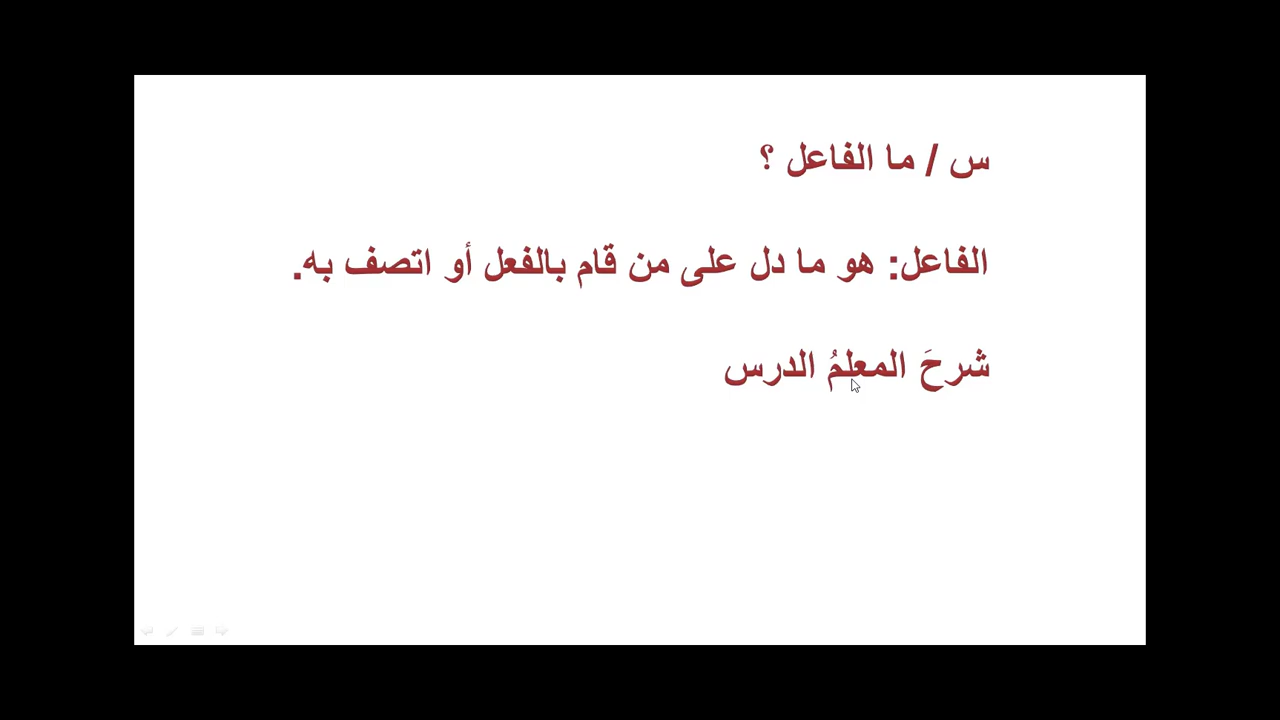 س / ما الفاعل ؟
الفاعل: هو ما دل على من قام بالفعل أو اتصف به.
شرحَ المعلمُ الدرس